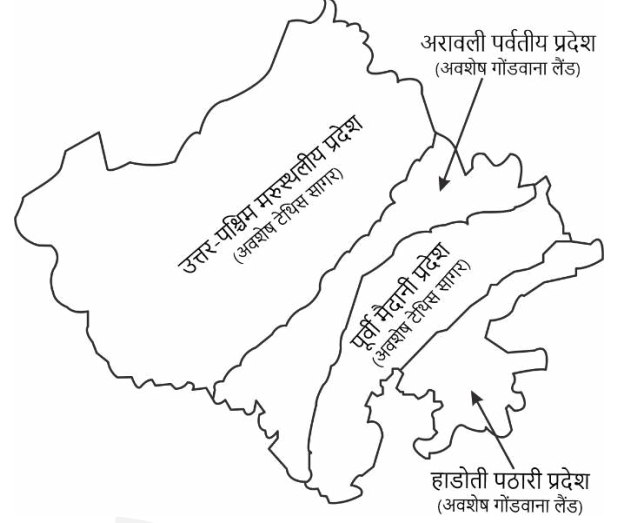 अरावली पर्वतीय प्रदेश
(अवशेष गोंडवाना लैंड)
उत्तर-पश्चिम मरुस्थलीय प्रदेश
(अवशेष टेथिस सागर)
पूर्वी मैदानी प्रदेश
(अवशेष टेथिस सागर)
हाडोती पठारी प्रदेश
(अवशेष गोंडवाना लैंड)